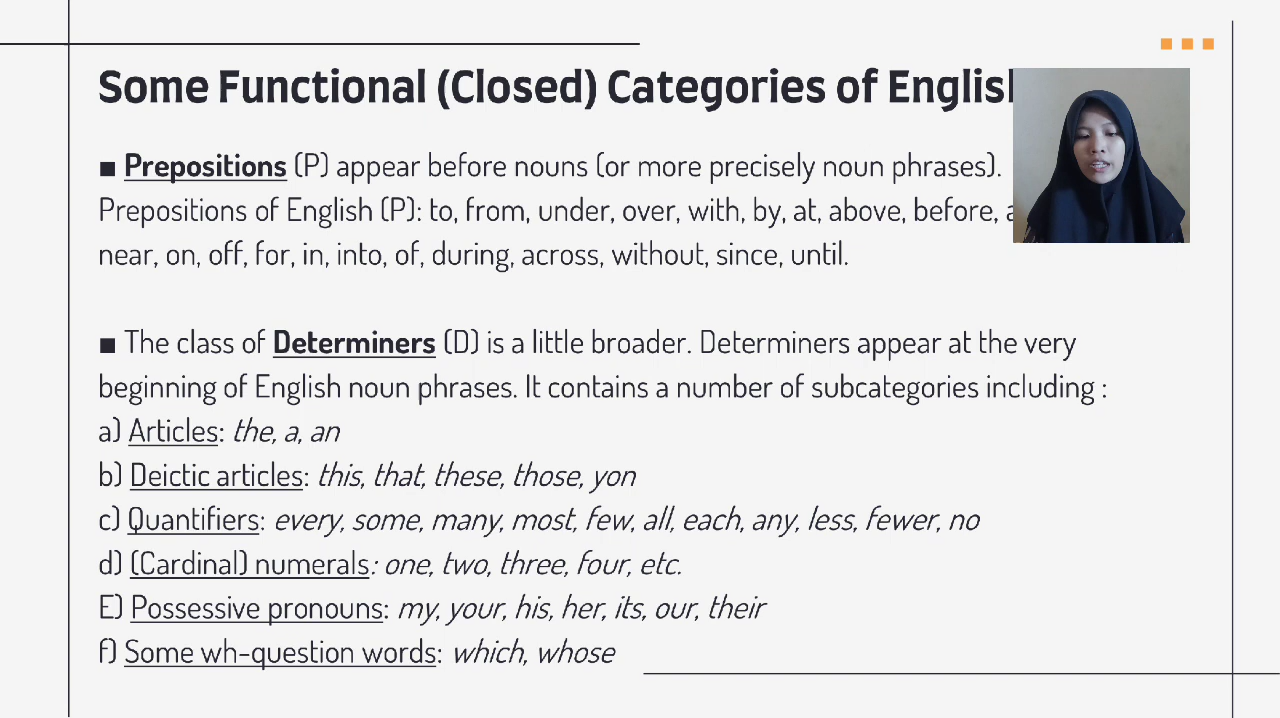 Some Functional (Closed) Categories of English
■ Prepositions (P) appear before nouns (or more precisely noun phrases).
Prepositions of English (P): to, from, under, over, with, by, at, above, before,
near, on, off, for, in, into, of, during, across, without, since, until.
■ The class of Determiners (D) is a little broader. Determiners appear at the very
beginning of English noun phrases. It contains a number of subcategories including :
a) Articles: the, a, an
b) Deictic articles: this, that, these, those, yon
c) Quantifiers: every, some, many, most, few, all, each, any, less, fewer, no
d) (Cardinal) numerals: one, two, three, four, etc.
E) Possessive pronouns: my, your, his, her, its, our, their
f) Some wh-question words: which, whose